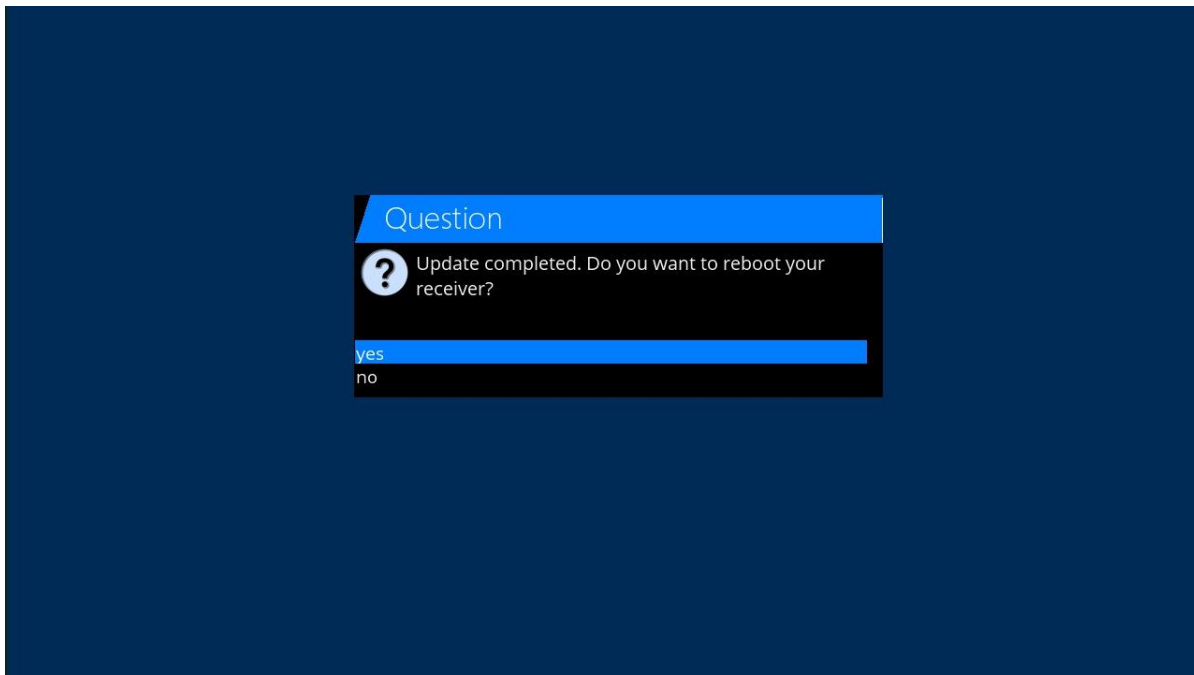 Question
Update completed. Do you want to reboot your
receiver?
yes
no